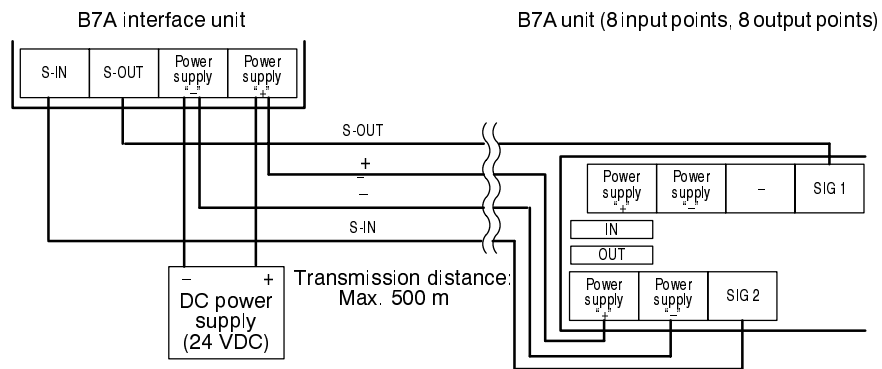 B7A interface unit
B7A unit (8 input points, 8 output points)
S-IN
S-OUT
Power
supply
"–"
Power
supply
"+"
S-OUT
+
–
–
S-IN
Power
supply
"+"
Power
supply
"–"
–
SIG 1
IN
OUT
Power
supply
"+"
Power
supply
"–"
SIG 2
– +
DC power
supply
(24 VDC)
Transmission distance:
Max. 500 m